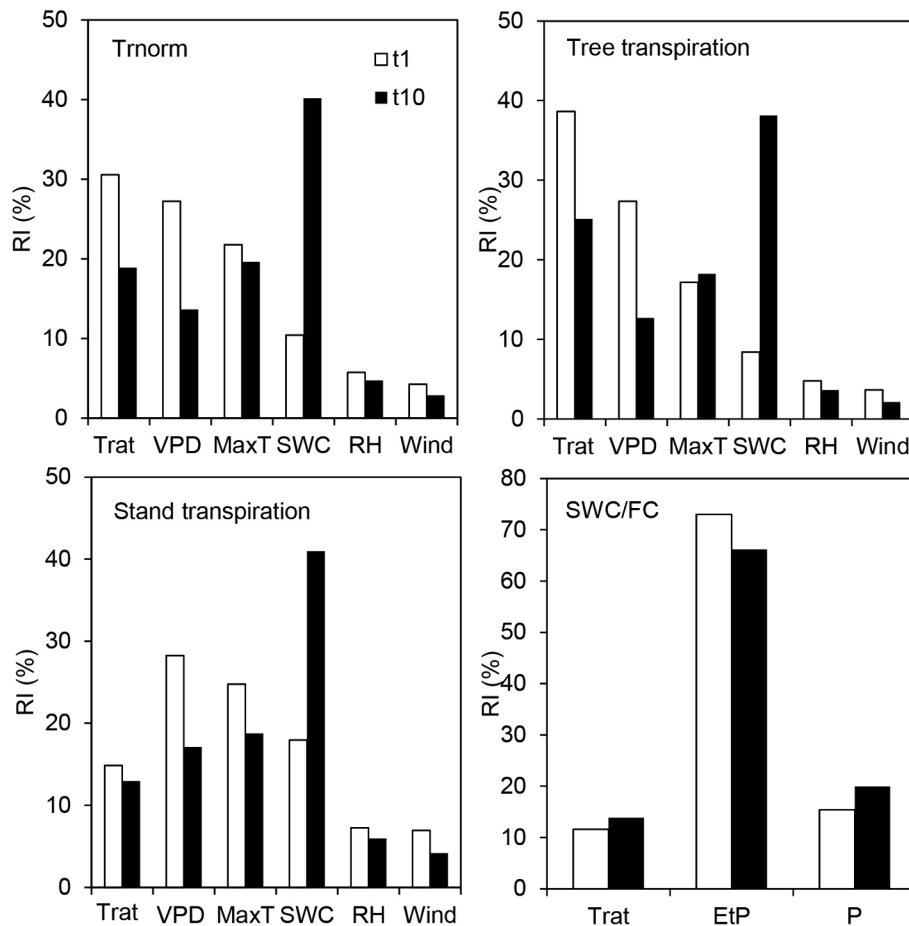 Trnorm
t1
t10
RI (%)
50
40
30
20
10
0
Trat VPD MaxT SWC RH Wind
Tree transpiration
RI (%)
50
40
30
20
10
0
Trat VPD MaxT SWC RH Wind
Stand transpiration
RI (%)
50
40
30
20
10
0
Trat VPD MaxT SWC RH Wind
SWC/FC
RI (%)
80
70
60
50
40
30
20
10
0
Trat EtP P